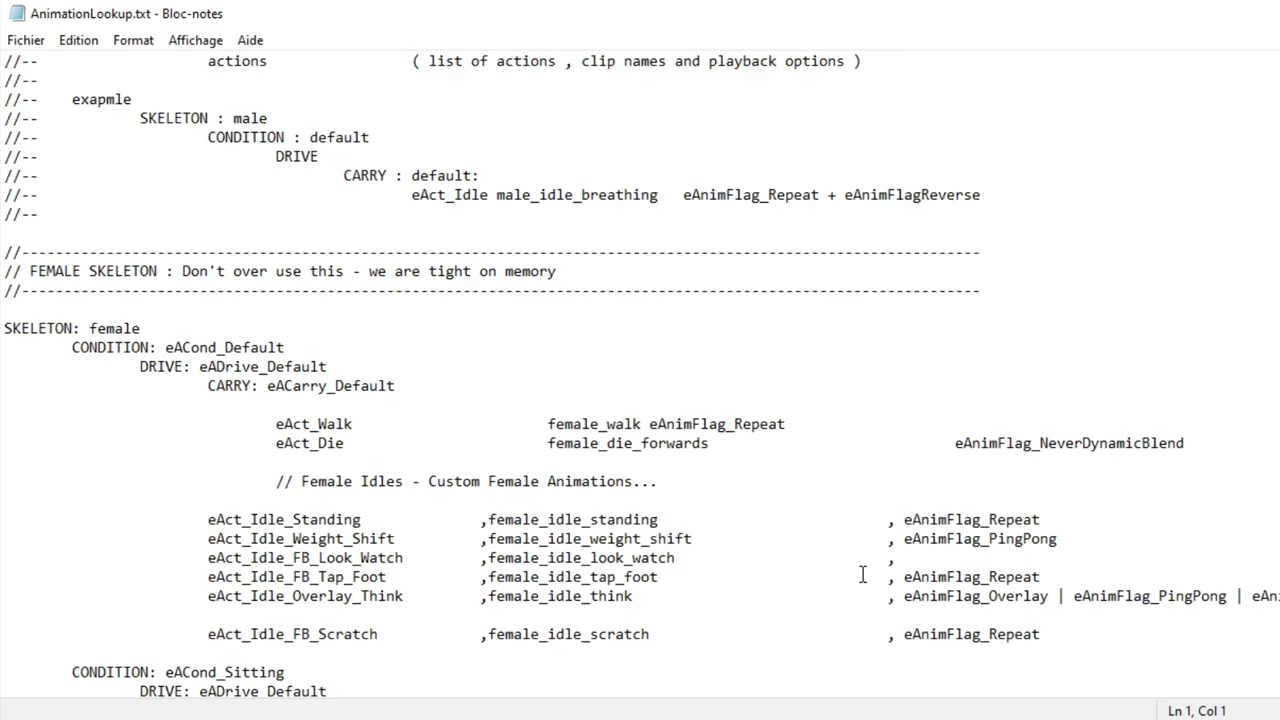 AnimationLookup.txt - Bloc-notes
Fichier Edition Format Affichage Aide
//-- actions ( list of actions , clip names and playback options )
//--
//-- exapmle
//-- SKELETON : male
//-- CONDITION : default
//-- DRIVE
//-- CARRY : default:
//-- eAct_Idle male_idle_breathing eAnimFlag_Repeat + eAnimFlagReverse
//--
//-----------------------------------------------------------------------------------------------------------------
// FEMALE SKELETON : Don't over use this - we are tight on memory
//-----------------------------------------------------------------------------------------------------------------
SKELETON: female
CONDITION: eACond_Default
DRIVE: eADrive_Default
CARRY: eACarry_Default
eAct_Walk female_walk eAnimFlag_Repeat
eAct_Die female_die_forwards eAnimFlag_NeverDynamicBlend
// Female Idles - Custom Female Animations...
eAct_Idle_Standing ,female_idle_standing , eAnimFlag_Repeat
eAct_Idle_Weight_Shift ,female_idle_weight_shift , eAnimFlag_PingPong
eAct_Idle_FB_Look_Watch ,female_idle_look_watch ,
eAct_Idle_FB_Tap_Foot ,female_idle_tap_foot , eAnimFlag_Repeat
eAct_Idle_Overlay_Think ,female_idle_think , eAnimFlag_Overlay | eAnimFlag_PingPong | eAn
eAct_Idle_FB_Scratch ,female_idle_scratch , eAnimFlag_Repeat
CONDITION: eACond_Sitting
DRIVE: eADrive_Default
Ln 1, Col 1